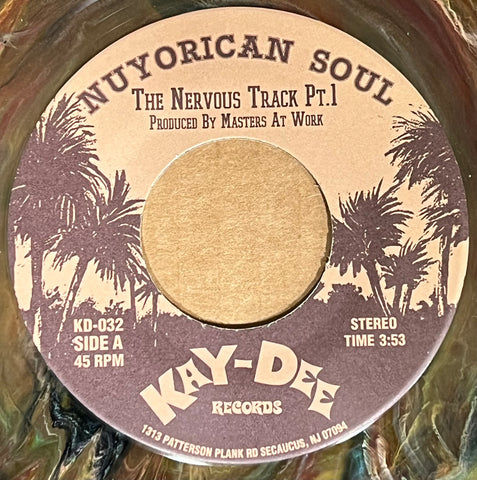 NUYORICAN SOUL
THE NERVOUS TRACK PT.1
PRODUCED BY MASTERS AT WORK
KD-032
SIDE A
45 RPM
STEREO
TIME 3:53
KAY-DEE
RECORDS
1313 PATTERSON PLANK RD SECAUCUS, NJ 07094